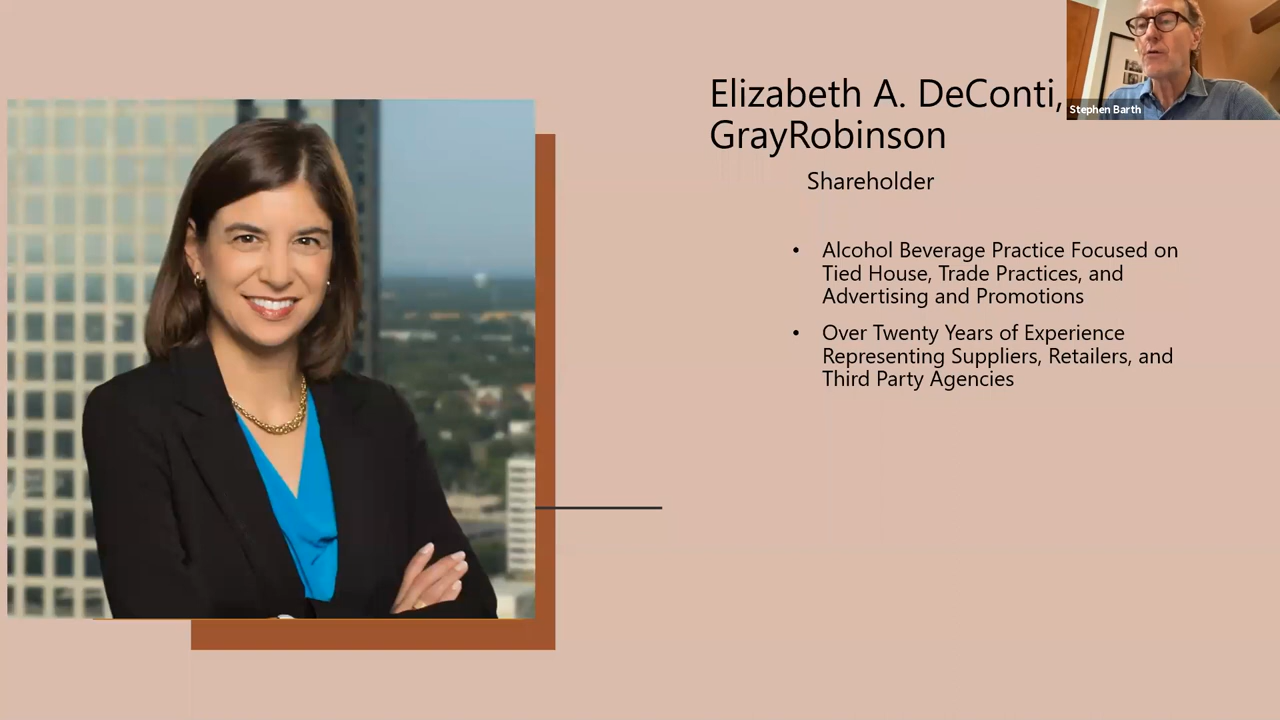 Elizabeth A. DeConti,
GrayRobinson
Shareholder
• Alcohol Beverage Practice Focused on
Tied House, Trade Practices, and
Advertising and Promotions
• Over Twenty Years of Experience
Representing Suppliers, Retailers, and
Third Party Agencies
Stephen Barth